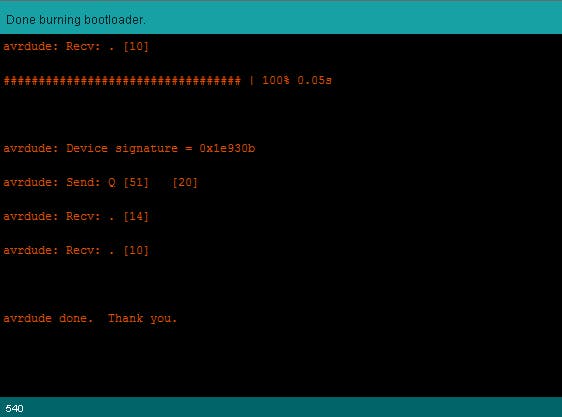 Done burning bootloader.
avrdude: Recv: . [10]
################################## | 100% 0.05s
avrdude: Device signature = 0x1e930b
avrdude: Send: Q [51]   [20]
avrdude: Recv: . [14]
avrdude: Recv: . [10]
avrdude done.  Thank you.
540